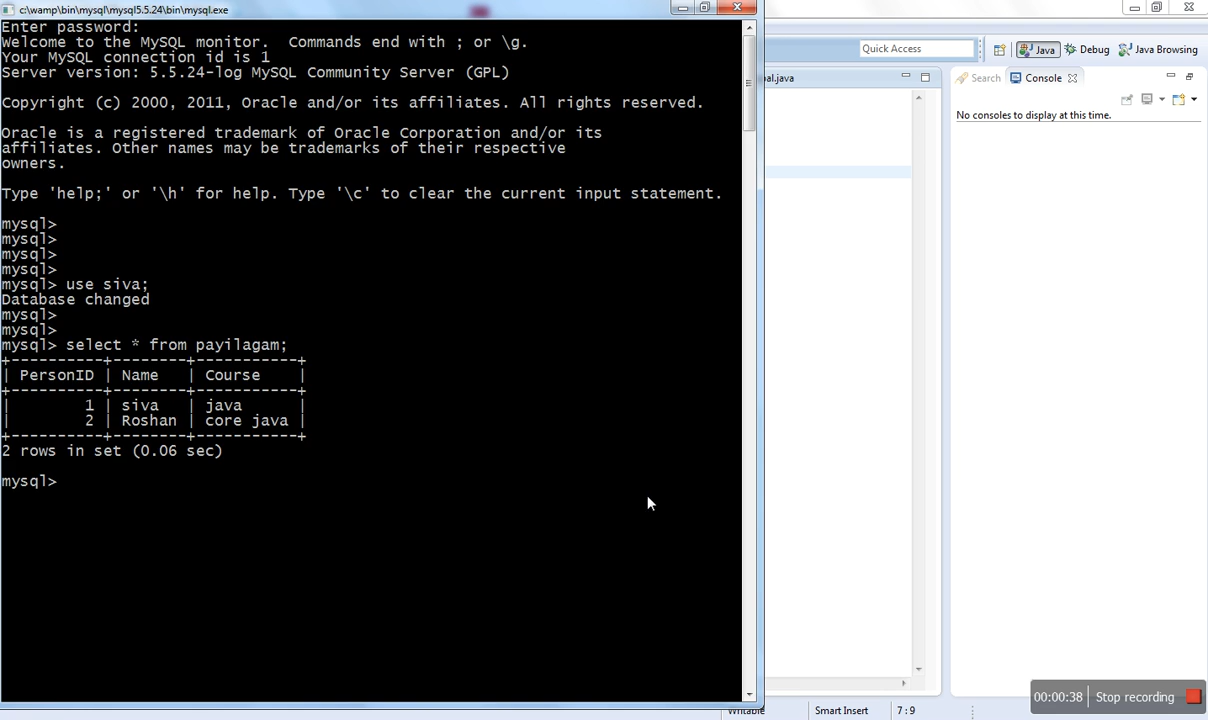 c:\wamp\bin\mysql\mysql5.5.24\bin\mysql.exe
Enter password:
Welcome to the MySQL monitor.  Commands end with ; or \g.
Your MySQL connection id is 1
Server version: 5.5.24-log MySQL Community Server (GPL)
Copyright (c) 2000, 2011, Oracle and/or its affiliates. All rights reserved.
Oracle is a registered trademark of Oracle Corporation and/or its
affiliates. Other names may be trademarks of their respective
owners.
Type 'help;' or '\h' for help. Type '\c' to clear the current input statement.
mysql>
mysql>
mysql>
mysql>
mysql> use siva;
Database changed
mysql>
mysql>
mysql> select * from payilagam;
+----------+--------+-----------+
| PersonID | Name   | Course    |
+----------+--------+-----------+
|        1 | siva   | java      |
|        2 | Roshan | core java |
+----------+--------+-----------+
2 rows in set (0.06 sec)
mysql>
Quick Access
Java
Debug
Java Browsing
al.java
Search
Console
No consoles to display at this time.
Writable
Smart Insert
7 : 9
00:00:38
Stop recording